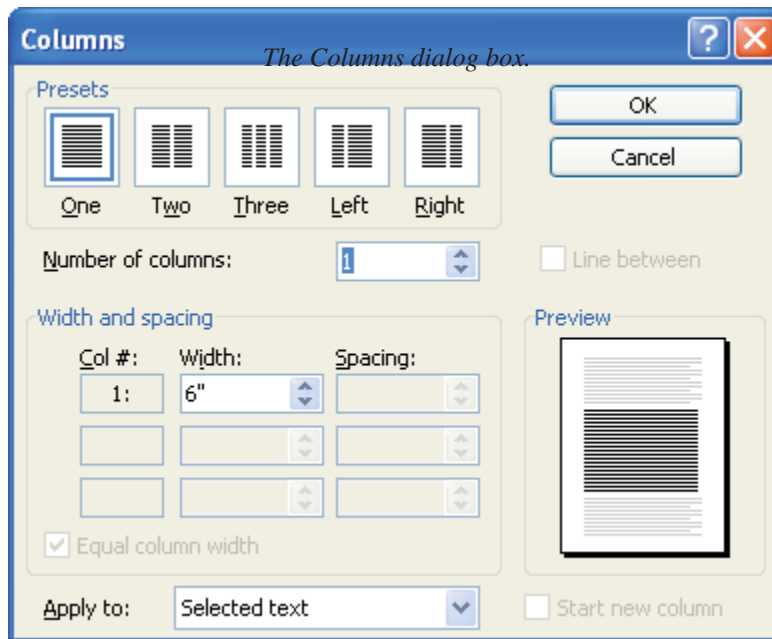 Columns
The Columns dialog box.
Presets
One Two Three Left Right
OK
Cancel
Number of columns: 1
Line between
Width and spacing
Col #: Width: Spacing:
1: 6"
Equal column width
Preview
Apply to: Selected text
Start new column